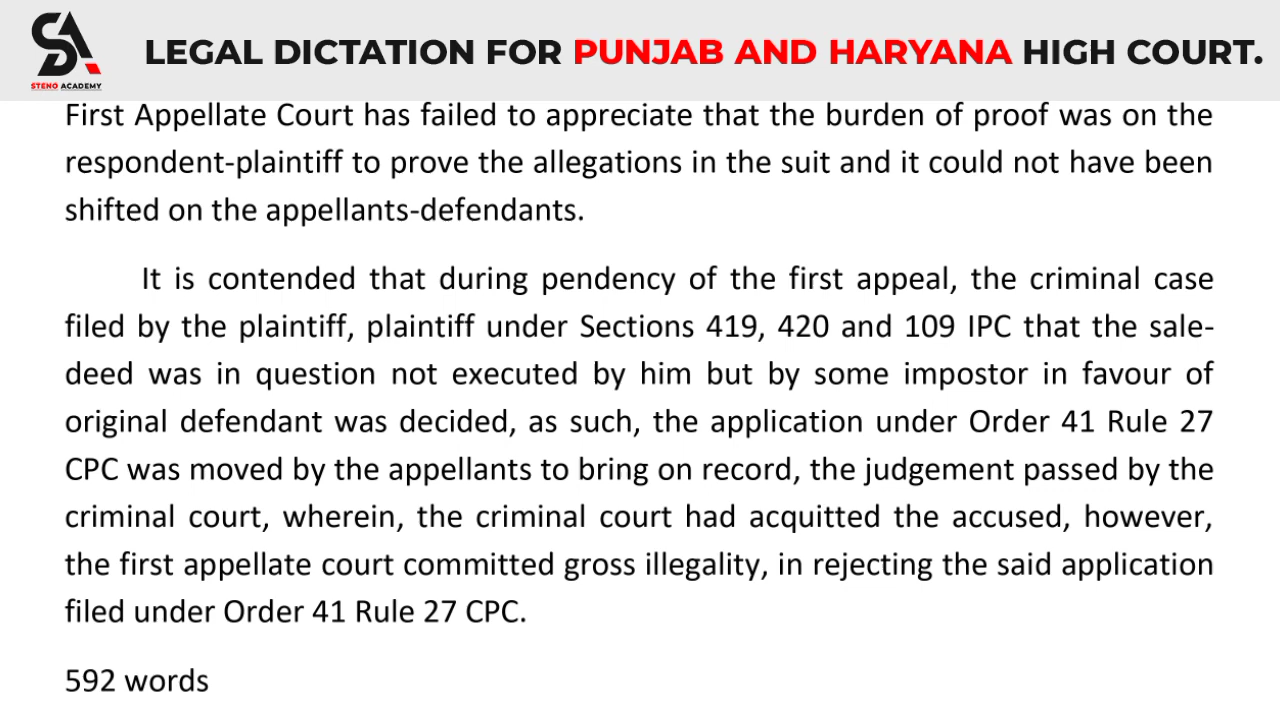 SA
STENO ACADEMY
LEGAL DICTATION FOR PUNJAB AND HARYANA HIGH COURT.
First Appellate Court has failed to appreciate that the burden of proof was on the
respondent-plaintiff to prove the allegations in the suit and it could not have been
shifted on the appellants-defendants.
It is contended that during pendency of the first appeal, the criminal case
filed by the plaintiff, plaintiff under Sections 419, 420 and 109 IPC that the sale-
deed was in question not executed by him but by some impostor in favour of
original defendant was decided, as such, the application under Order 41 Rule 27
CPC was moved by the appellants to bring on record, the judgement passed by the
criminal court, wherein, the criminal court had acquitted the accused, however,
the first appellate court committed gross illegality, in rejecting the said application
filed under Order 41 Rule 27 CPC.
592 words